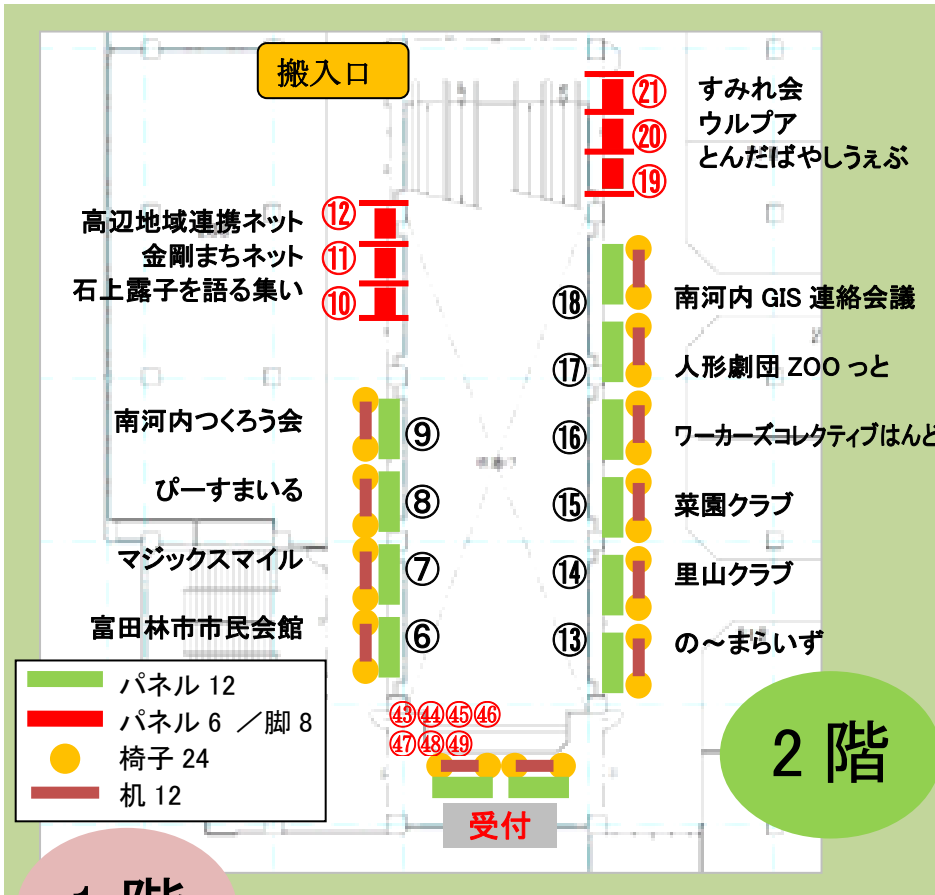 搬入口
㉑
すみれ会
⑳
ウルプア
⑲
とんだばやしうぇぶ
高辺地域連携ネット
⑫
金剛まちネット
⑪
石上露子を語る集い
⑩
⑱
南河内 GIS 連絡会議
⑰
人形劇団 ZOO っと
南河内つくろう会
⑨
⑯
ワーカーズコレクティブはんど
ぴーすまいる
⑧
⑮
菜園クラブ
マジックスマイル
⑦
⑭
里山クラブ
富田林市市民会館
⑥
⑬
の～まらいず
パネル 12
パネル 6 ／脚 8
椅子 24
机 12
㊸㊹㊺㊻
㊼㊽㊾
受付
2 階
1 階